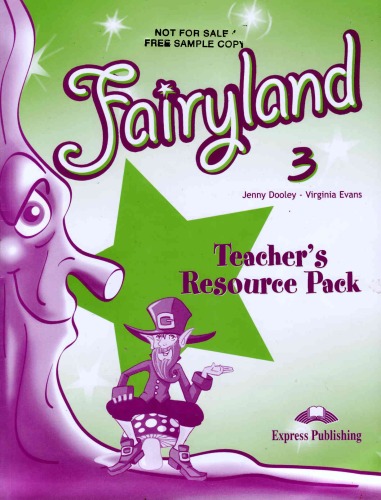 NOT FOR SALE
FREE SAMPLE COPY
Fairyland
3
Jenny Dooley - Virginia Evans
Teacher's
Resource Pack
G
Express Publishing